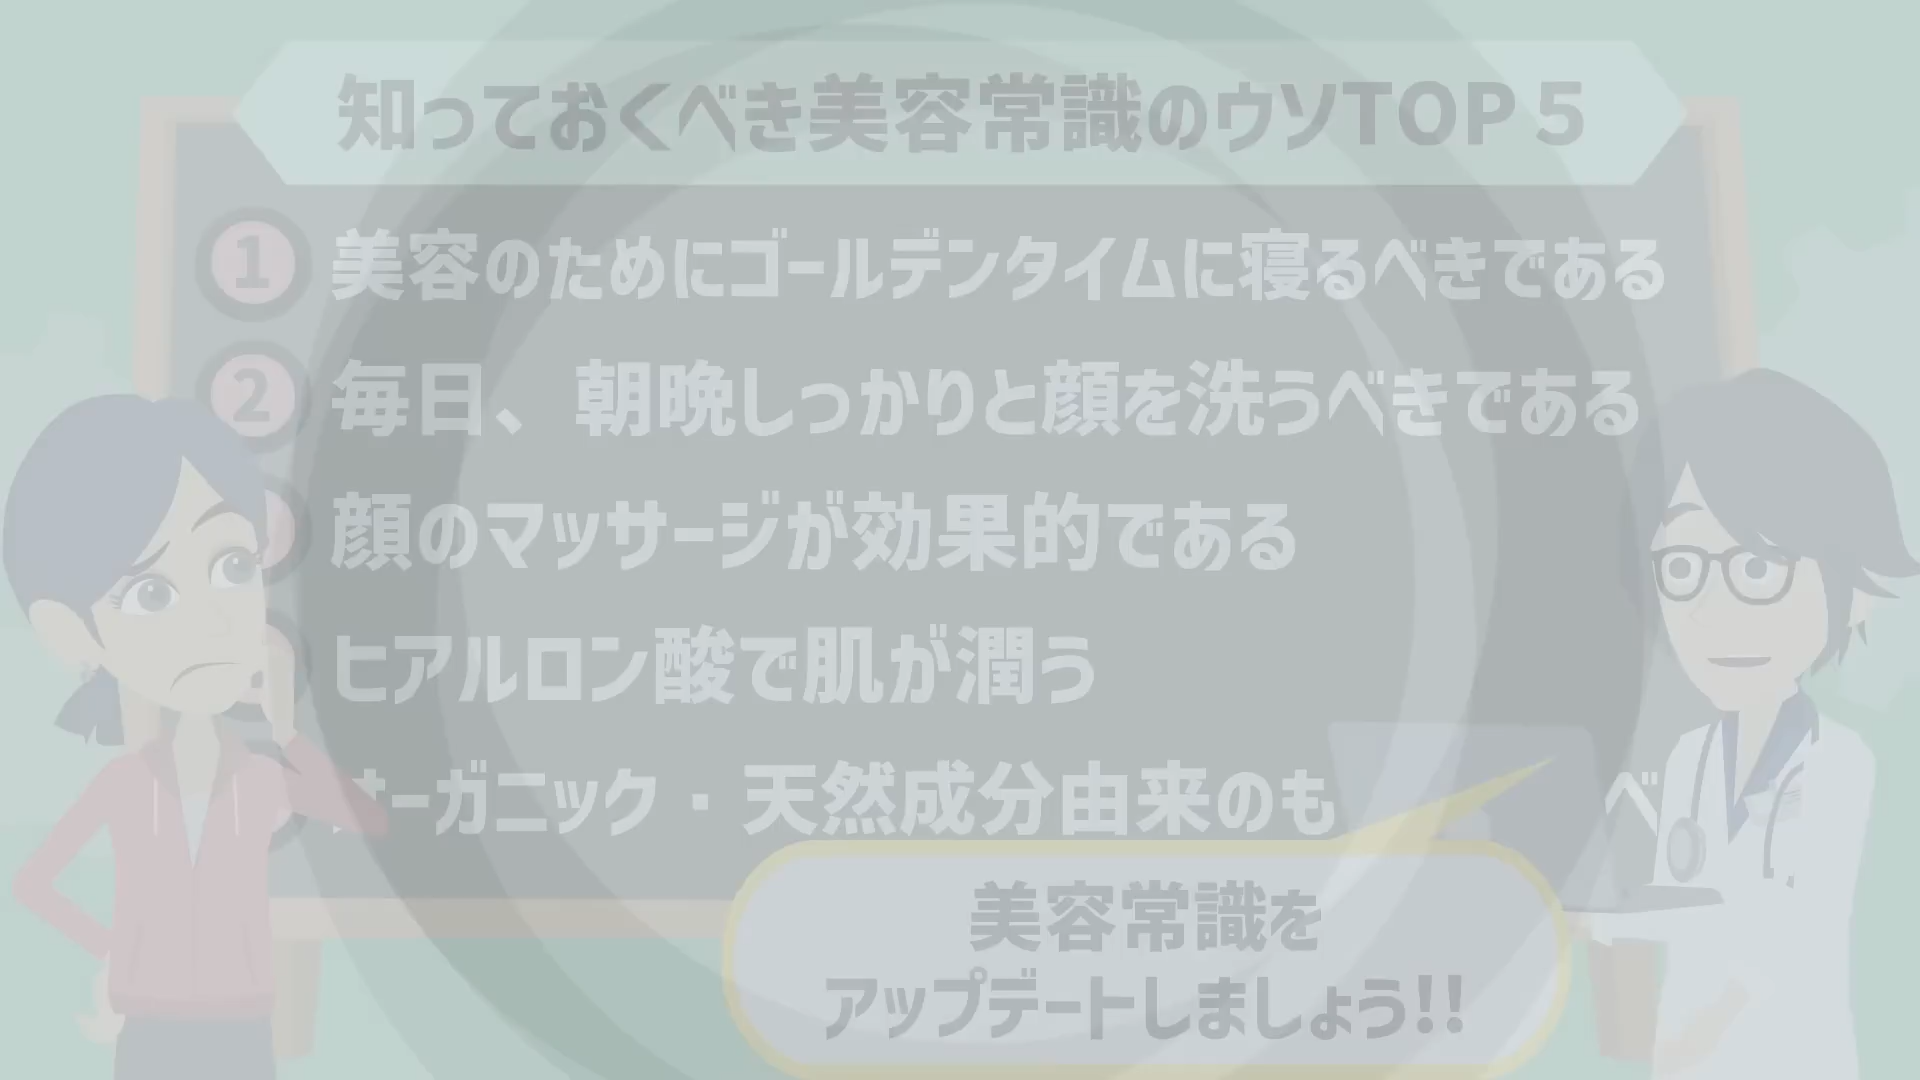 知っておくべき美容常識のウソTOP5
1 美容のためにゴールデンタイムに寝るべきである
2 毎日、朝晩しっかりと顔を洗うべきである
顔のマッサージが効果的である
ヒアルロン酸で肌が潤う
オーガニック・天然成分由来のも べ
美容常識を
アップデートしましょう!!